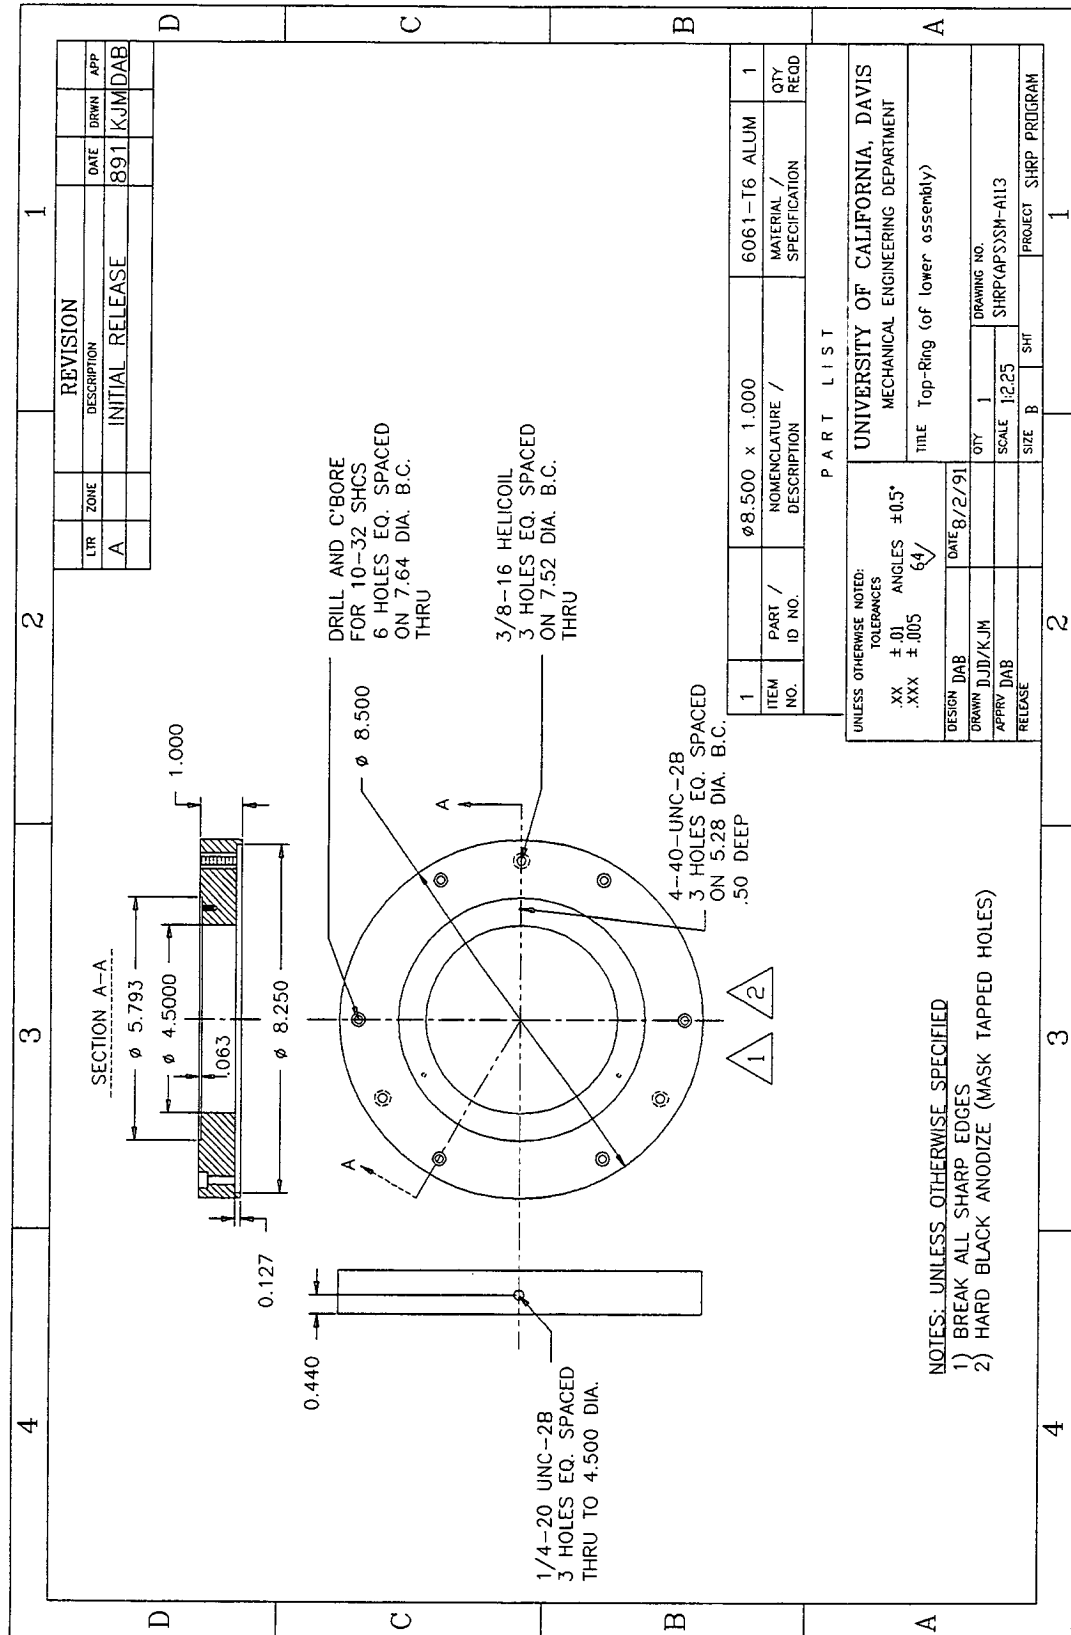 4
3
2
1
D
C
B
A
D
C
B
A
REVISION
LTR ZONE DESCRIPTION DATE DRWN APP
A INITIAL RELEASE 891 KJM DAB
SECTION A-A
ø 5.793
ø 4.5000
.063
ø 8.250
1.000
0.127
0.440
1/4-20 UNC-2B
3 HOLES EQ. SPACED
THRU TO 4.500 DIA.
A
A
ø 8.500
DRILL AND C'BORE
FOR 10-32 SHCS
6 HOLES EQ. SPACED
ON 7.64 DIA. B.C.
THRU
3/8-16 HELICOIL
3 HOLES EQ. SPACED
ON 7.52 DIA. B.C.
THRU
4-40-UNC-2B
3 HOLES EQ. SPACED
ON 5.28 DIA. B.C.
.50 DEEP
1
2
NOTES: UNLESS OTHERWISE SPECIFIED
1) BREAK ALL SHARP EDGES
2) HARD BLACK ANODIZE (MASK TAPPED HOLES)
1 ø8.500 x 1.000 6061-T6 ALUM 1
ITEM NO. PART / ID NO. NOMENCLATURE / DESCRIPTION MATERIAL / SPECIFICATION QTY REQD
PART LIST
UNLESS OTHERWISE NOTED:
TOLERANCES
.XX ±.01 ANGLES ±0.5°
.XXX ±.005 64
UNIVERSITY OF CALIFORNIA, DAVIS
MECHANICAL ENGINEERING DEPARTMENT
TITLE Top-Ring (of lower assembly)
DESIGN DAB DATE 8/2/91
DRAWN DJD/KJM
APPRV DAB
RELEASE
QTY 1
SCALE 1:2.25
DRAWING NO.
SHRP(APS)SM-A113
SIZE B SHT PROJECT SHRP PROGRAM
4
3
2
1